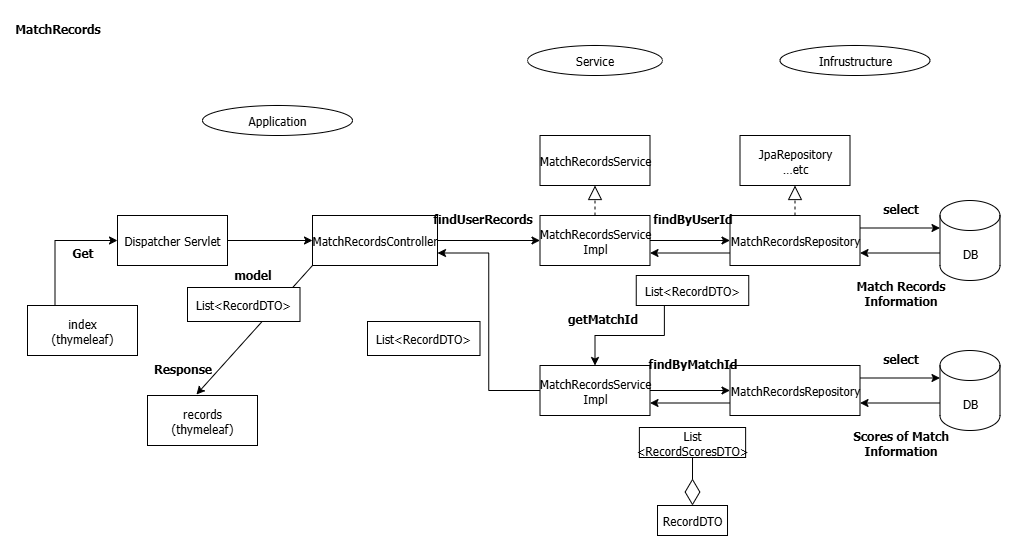 MatchRecords
Service
Infrustructure
Application
MatchRecordsService
JpaRepository
...etc
Get
Dispatcher Servlet
MatchRecordsController
findUserRecords
MatchRecordsService
Impl
findByUserId
MatchRecordsRepository
select
DB
Match Records
Information
model
List<RecordDTO>
index
(thymeleaf)
List<RecordDTO>
List<RecordDTO>
getMatchId
Response
records
(thymeleaf)
MatchRecordsService
Impl
findByMatchId
MatchRecordsRepository
select
DB
Scores of Match
Information
List
<RecordScoresDTO>
RecordDTO